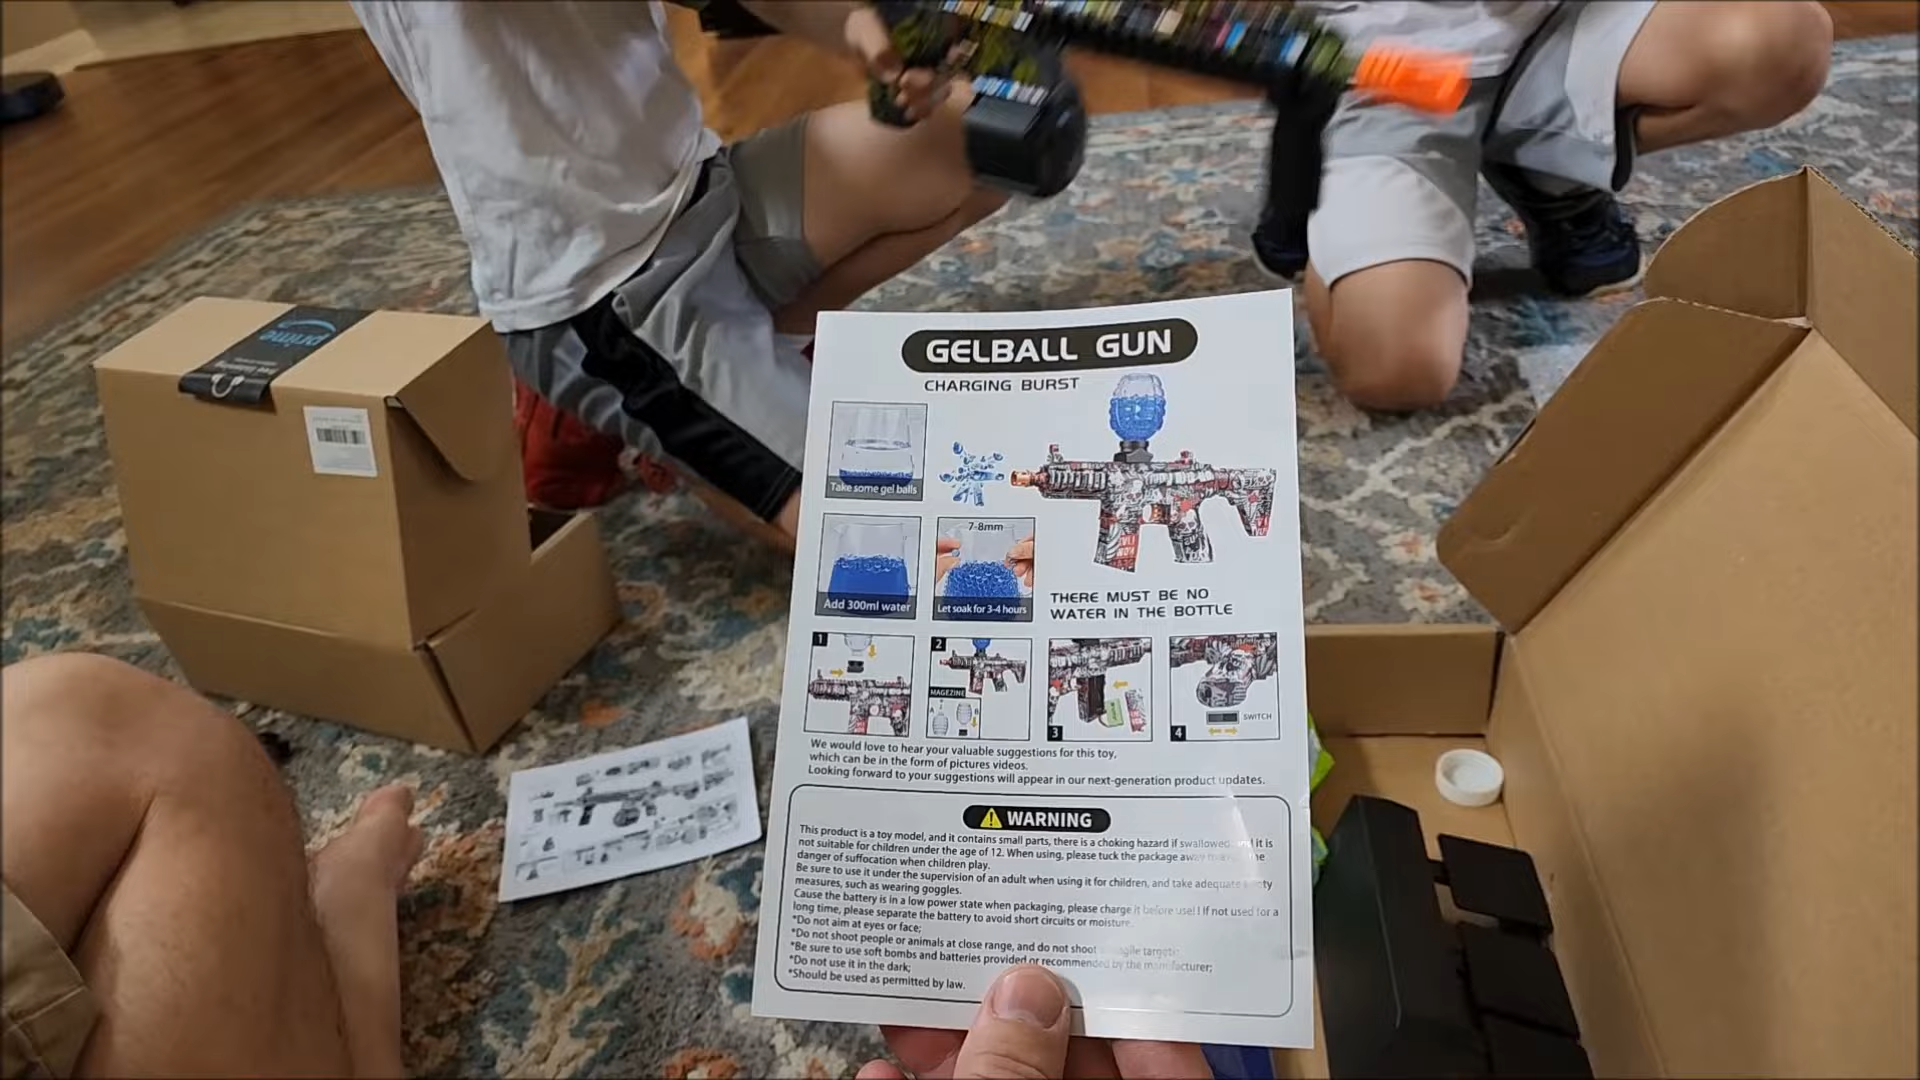 GELBALL GUN
CHARGING BURST
Take some gel balls
7-8mm
Add 300ml water
Let soak for 3-4 hours
THERE MUST BE NO
WATER IN THE BOTTLE
1
2
MAGEZINE
A
B
3
4
SWITCH
We would love to hear your valuable suggestions for this toy,
which can be in the form of pictures videos.
Looking forward to your suggestions will appear in our next-generation product updates.
WARNING
This product is a toy model, and it contains small parts, there is a choking hazard if swallowed, it is
not suitable for children under the age of 12. When using, please tuck the package away
danger of suffocation when children play.
Be sure to use it under the supervision of an adult when using it for children, and take adequate
measures, such as wearing goggles.
Cause the battery is in a low power state when packaging, please charge it before use!! If not used for a
long time, please separate the battery to avoid short circuits or moisture.
*Do not aim at eyes or face;
*Do not shoot people or animals at close range, and do not shoot targets;
*Be sure to use soft bombs and batteries provided or recommended by the manufacturer;
*Do not use it in the dark;
*Should be used as permitted by law.
prime